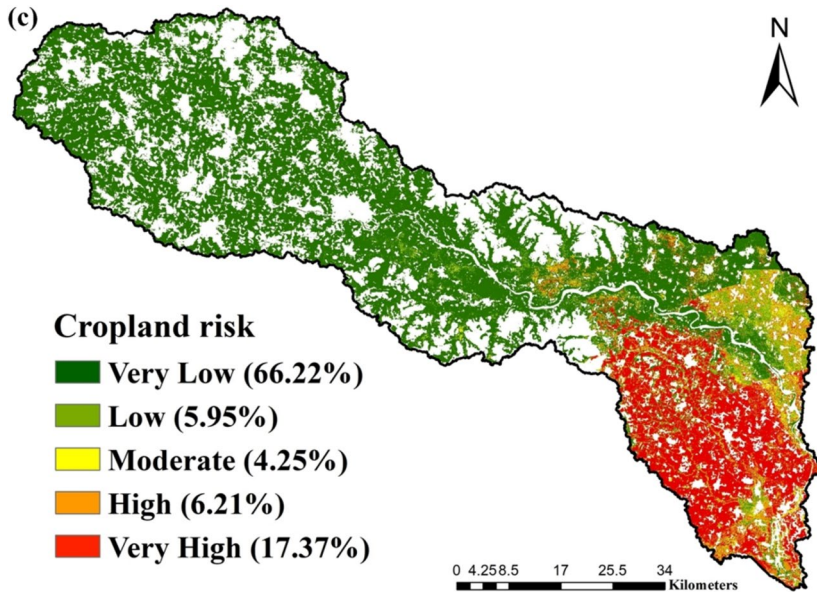 (c)
N
Cropland risk
Very Low (66.22%)
Low (5.95%)
Moderate (4.25%)
High (6.21%)
Very High (17.37%)
0 4.25 8.5 17 25.5 34
Kilometers